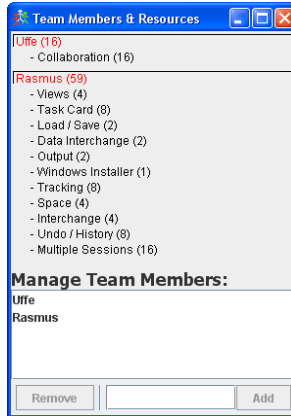 Team Members & Resources
Uffe (16)
- Collaboration (16)
Rasmus (59)
- Views (4)
- Task Card (8)
- Load / Save (2)
- Data Interchange (2)
- Output (2)
- Windows Installer (1)
- Tracking (8)
- Space (4)
- Interchange (4)
- Undo / History (8)
- Multiple Sessions (16)
Manage Team Members:
Uffe
Rasmus
Remove Add